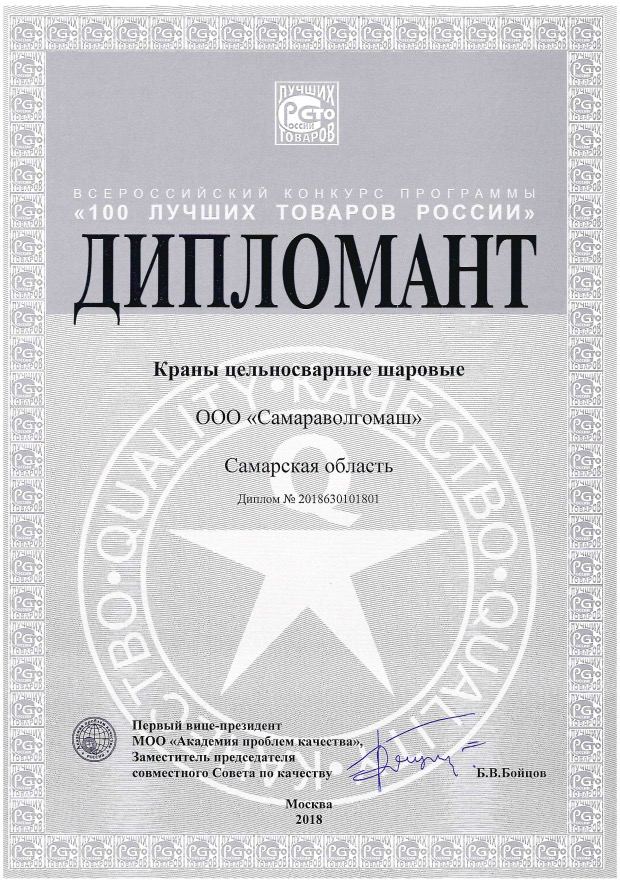 ЛУЧШИХ
СТО
РОССИИ
ТОВАРОВ
ВСЕРОССИЙСКИЙ КОНКУРС ПРОГРАММЫ
«100 ЛУЧШИХ ТОВАРОВ РОССИИ»
ДИПЛОМАНТ
Краны цельносварные шаровые
ООО «Самараволгомаш»
Самарская область
Диплом № 2018630101801
QUALITY • КАЧЕСТВО • QUALITY • КАЧЕСТВО •
Q
Первый вице-президент
МОО «Академия проблем качества»,
Заместитель председателя
совместного Совета по качеству
Б.В.Бойцов
Москва
2018